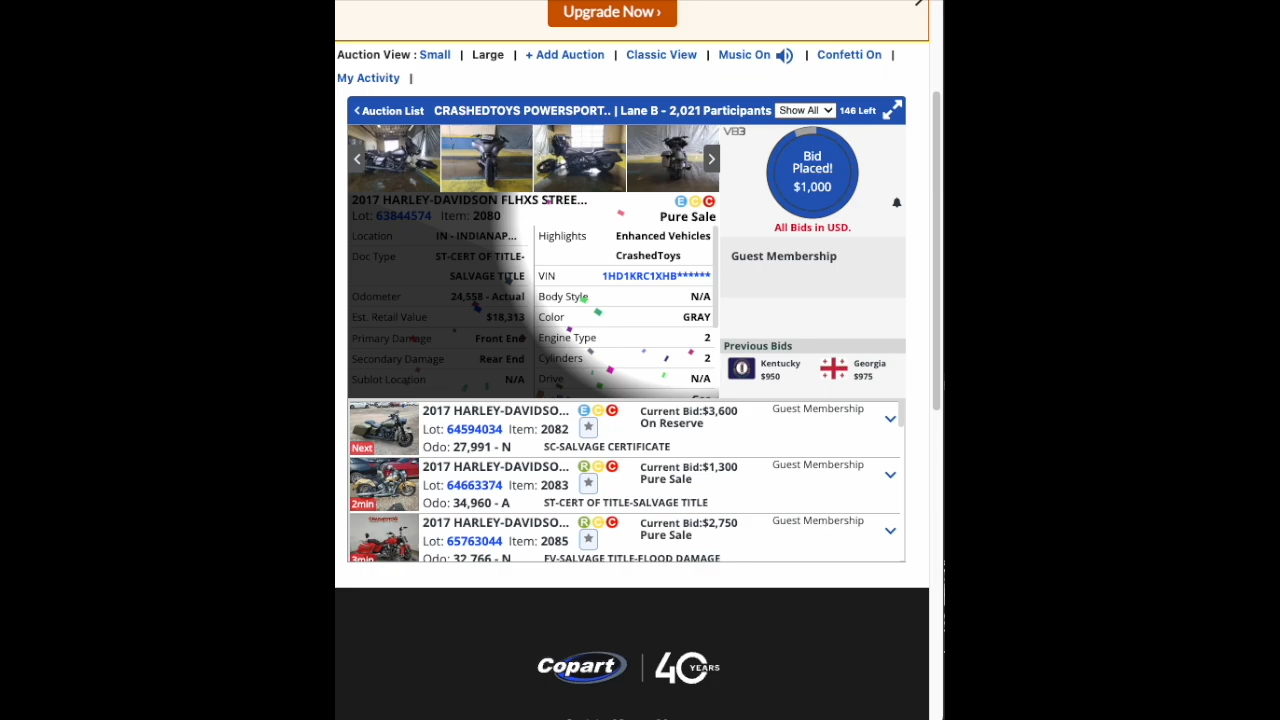 Upgrade Now ›
Auction View : Small | Large | + Add Auction | Classic View | Music On | Confetti On |
My Activity |
Auction List CRASHEDTOYS POWERSPORT.. | Lane B - 2,021 Participants Show All 146 Left
VB3
Bid
Placed!
$1,000
All Bids in USD.
2017 HARLEY-DAVIDSON FLHXS STREE...
E C C
Lot: 63844574 Item: 2080
Pure Sale
Location IN - INDIANAP...
Doc Type ST-CERT OF TITLE-
SALVAGE TITLE
Odometer 24,558 - Actual
Est. Retail Value $18,313
Primary Damage Front End
Secondary Damage Rear End
Sublot Location N/A
Highlights Enhanced Vehicles
CrashedToys
VIN 1HD1KRC1XHB******
Body Style N/A
Color GRAY
Engine Type 2
Cylinders 2
Drive N/A
Guest Membership
Previous Bids
Kentucky
$950
Georgia
$975
2017 HARLEY-DAVIDSO... E C C Current Bid:$3,600 Guest Membership
Lot: 64594034 Item: 2082 On Reserve
Next
Odo: 27,991 - N SC-SALVAGE CERTIFICATE
2017 HARLEY-DAVIDSO... R C C Current Bid:$1,300 Guest Membership
Lot: 64663374 Item: 2083 Pure Sale
2min
Odo: 34,960 - A ST-CERT OF TITLE-SALVAGE TITLE
2017 HARLEY-DAVIDSO... R C C Current Bid:$2,750 Guest Membership
Lot: 65763044 Item: 2085 Pure Sale
3min
Odo: 32,766 - N FV-SALVAGE TITLE-FLOOD DAMAGE
Copart | 40 YEARS